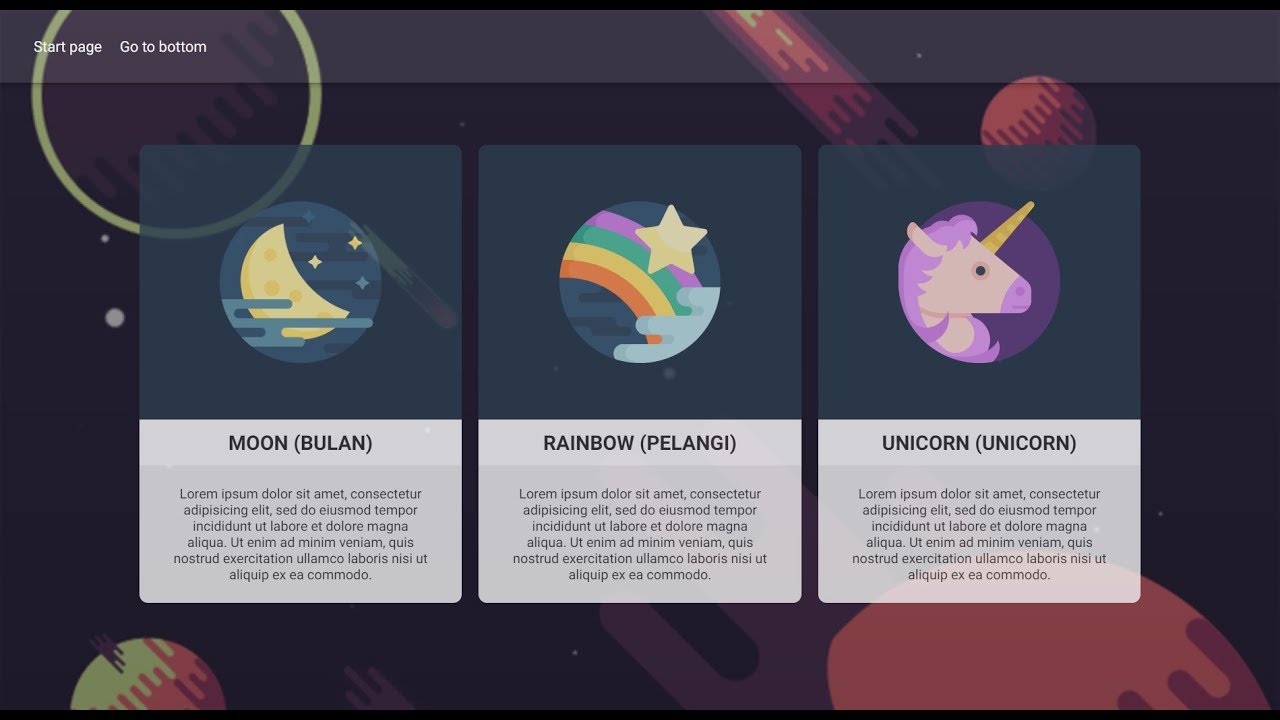 Start page Go to bottom
MOON (BULAN)
Lorem ipsum dolor sit amet, consectetur
adipisicing elit, sed do eiusmod tempor
incididunt ut labore et dolore magna
aliqua. Ut enim ad minim veniam, quis
nostrud exercitation ullamco laboris nisi ut
aliquip ex ea commodo.
RAINBOW (PELANGI)
Lorem ipsum dolor sit amet, consectetur
adipisicing elit, sed do eiusmod tempor
incididunt ut labore et dolore magna
aliqua. Ut enim ad minim veniam, quis
nostrud exercitation ullamco laboris nisi ut
aliquip ex ea commodo.
UNICORN (UNICORN)
Lorem ipsum dolor sit amet, consectetur
adipisicing elit, sed do eiusmod tempor
incididunt ut labore et dolore magna
aliqua. Ut enim ad minim veniam, quis
nostrud exercitation ullamco laboris nisi ut
aliquip ex ea commodo.